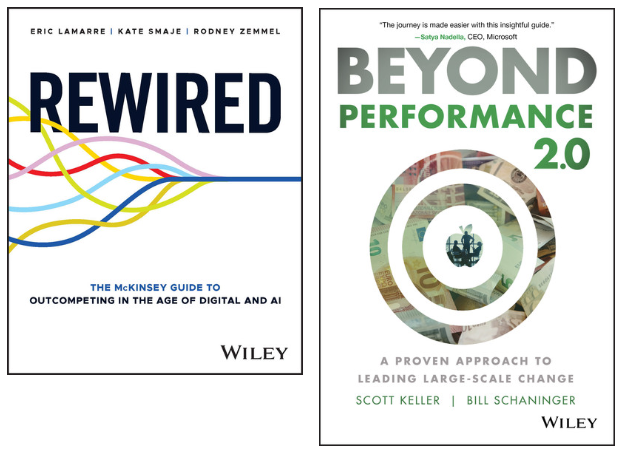 ERIC LAMARRE | KATE SMAJE | RODNEY ZEMMEL
REWIRED
THE McKINSEY GUIDE TO
OUTCOMPETING IN THE AGE OF DIGITAL AND AI
WILEY
"The journey is made easier with this insightful guide."
—Satya Nadella, CEO, Microsoft
BEYOND
PERFORMANCE
2.0
A PROVEN APPROACH TO
LEADING LARGE-SCALE CHANGE
SCOTT KELLER | BILL SCHANINGER
WILEY